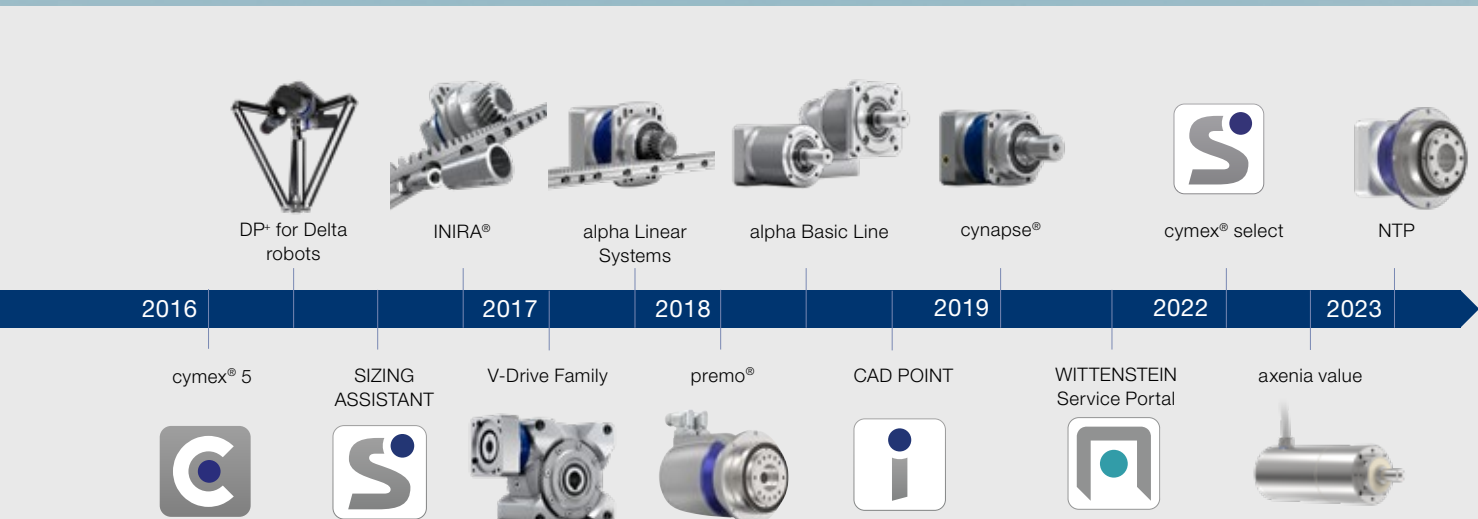 DP⁺ for Delta
robots
INIRA®
alpha Linear
Systems
alpha Basic Line
cynapse®
cymex® select
NTP
2016
2017
2018
2019
2022
2023
cymex® 5
SIZING
ASSISTANT
V-Drive Family
premo®
CAD POINT
WITTENSTEIN
Service Portal
axenia value